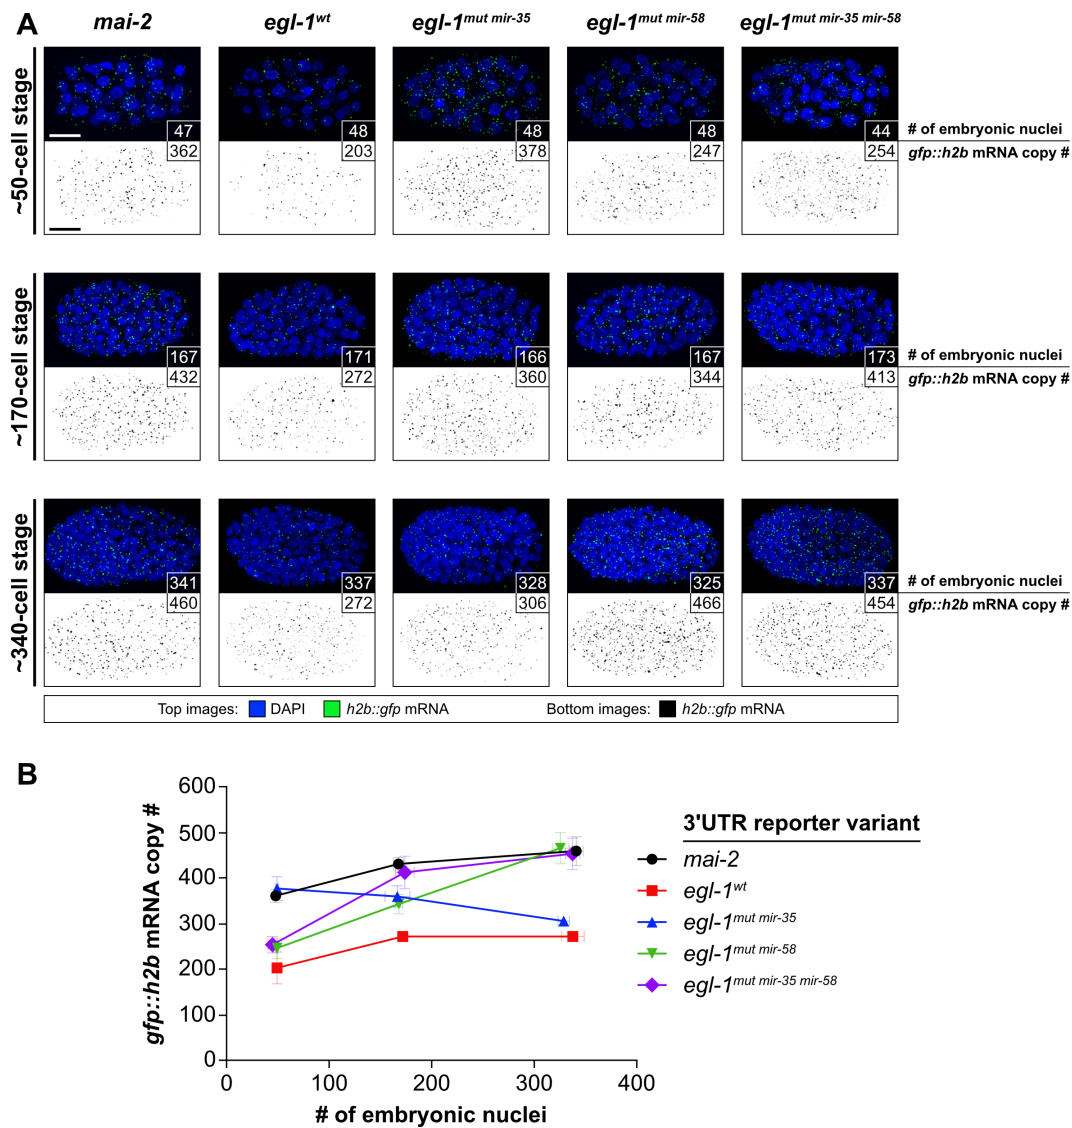 A
mai-2 egl-1wt egl-1mut mir-35 egl-1mut mir-58 egl-1mut mir-35 mir-58
~50-cell stage
47 48 48 48 44 # of embryonic nuclei
362 203 378 247 254 gfp::h2b mRNA copy #
~170-cell stage
167 171 166 167 173 # of embryonic nuclei
432 272 360 344 413 gfp::h2b mRNA copy #
~340-cell stage
341 337 328 325 337 # of embryonic nuclei
460 272 306 466 454 gfp::h2b mRNA copy #
Top images: DAPI h2b::gfp mRNA Bottom images: h2b::gfp mRNA
B
gfp::h2b mRNA copy #
600
500
400
300
200
100
0
0 100 200 300 400
# of embryonic nuclei
3'UTR reporter variant
mai-2
egl-1wt
egl-1mut mir-35
egl-1mut mir-58
egl-1mut mir-35 mir-58